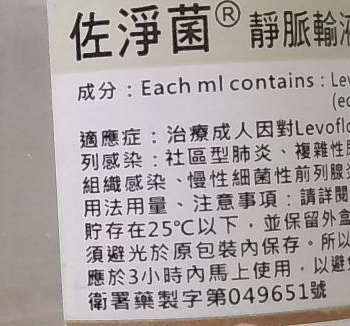 佐淨菌® 靜脈輸
成分：Each ml contains : Le
(e
適應症：治療成人因對Levoflo
列感染：社區型肺炎、複雜性
組織感染、慢性細菌性前列腺
用法用量、注意事項：請詳閱
貯存在25℃以下，並保留外盒
須避光於原包裝內保存。所以
應於3小時內馬上使用，以避
衛署藥製字第049651號